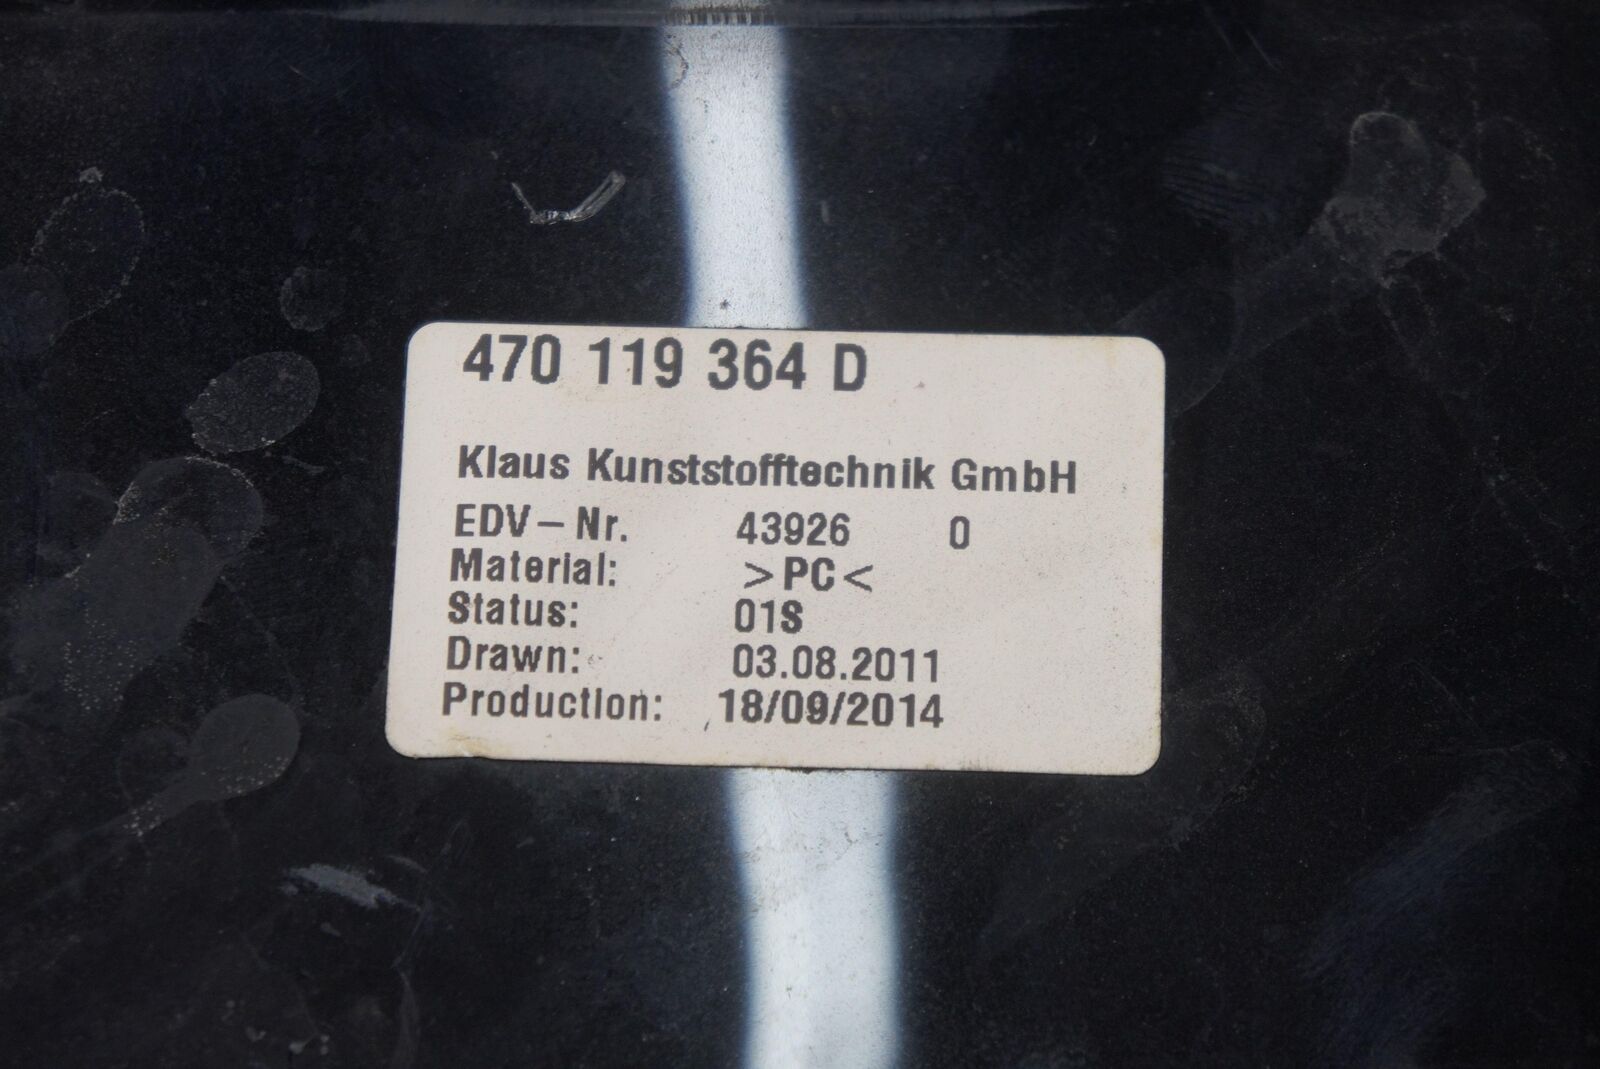 470 119 364 D
Klaus Kunststofftechnik GmbH
EDV-Nr. 43926 0
Material: >PC<
Status: 01S
Drawn: 03.08.2011
Production: 18/09/2014